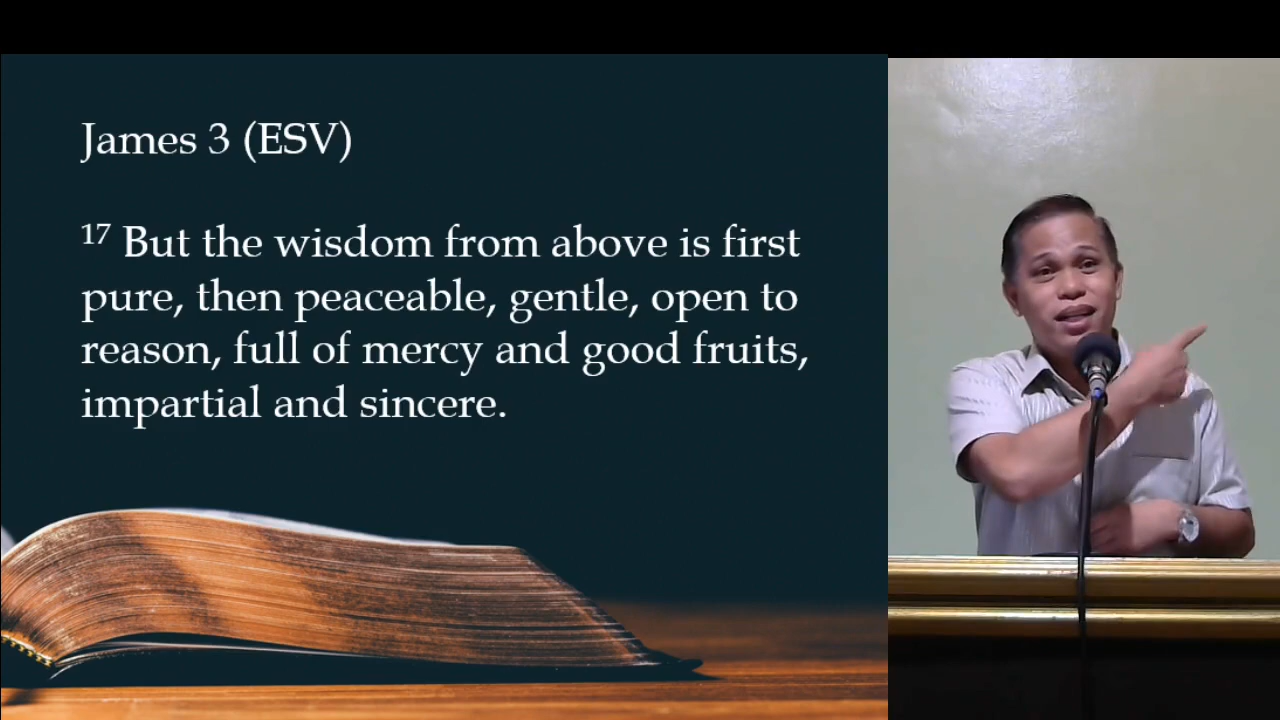 James 3 (ESV)
17 But the wisdom from above is first
pure, then peaceable, gentle, open to
reason, full of mercy and good fruits,
impartial and sincere.